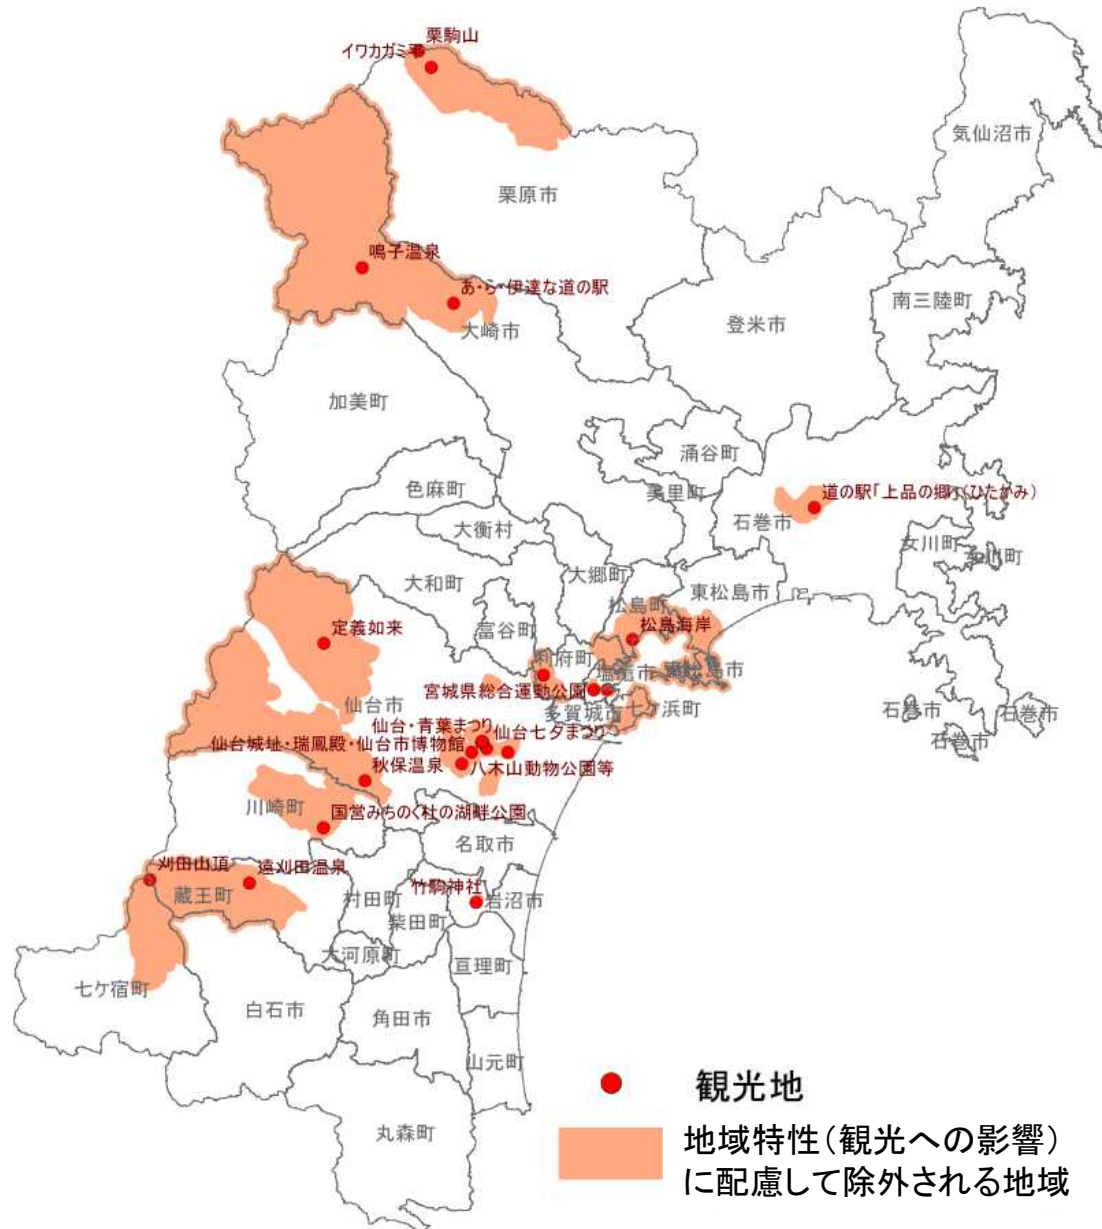 栗駒山
イワカガミ平
気仙沼市
栗原市
鳴子温泉
あ・ら・伊達な道の駅
大崎市
南三陸町
登米市
加美町
涌谷町
美里町
色麻町
道の駅「上品の郷」(ひたかみ)
石巻市
大衡村
女川町
女川町
大和町
大郷町
東松島市
松島町
定義如来
富谷町
松島海岸
利府町
塩竈市
東松島市
宮城県総合運動公園
仙台市
多賀城市
七ヶ浜町
石巻市
石巻市
石巻市
仙台・青葉まつり
仙台七夕まつり
仙台城址・瑞鳳殿・仙台市博物館
秋保温泉
八木山動物公園等
川崎町
国営みちのく杜の湖畔公園
名取市
刈田山頂
遠刈田温泉
蔵王町
竹駒神社
村田町
岩沼市
柴田町
大河原町
亘理町
七ケ宿町
白石市
角田市
山元町
丸森町
観光地
地域特性(観光への影響)
に配慮して除外される地域